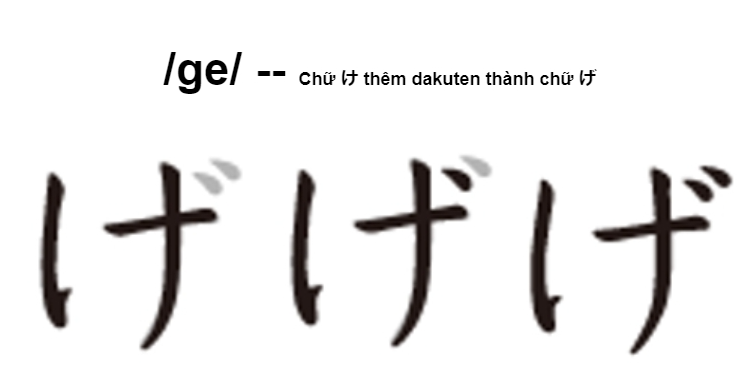 /ge/ -- Chữ け thêm dakuten thành chữ げ
げ げ げ